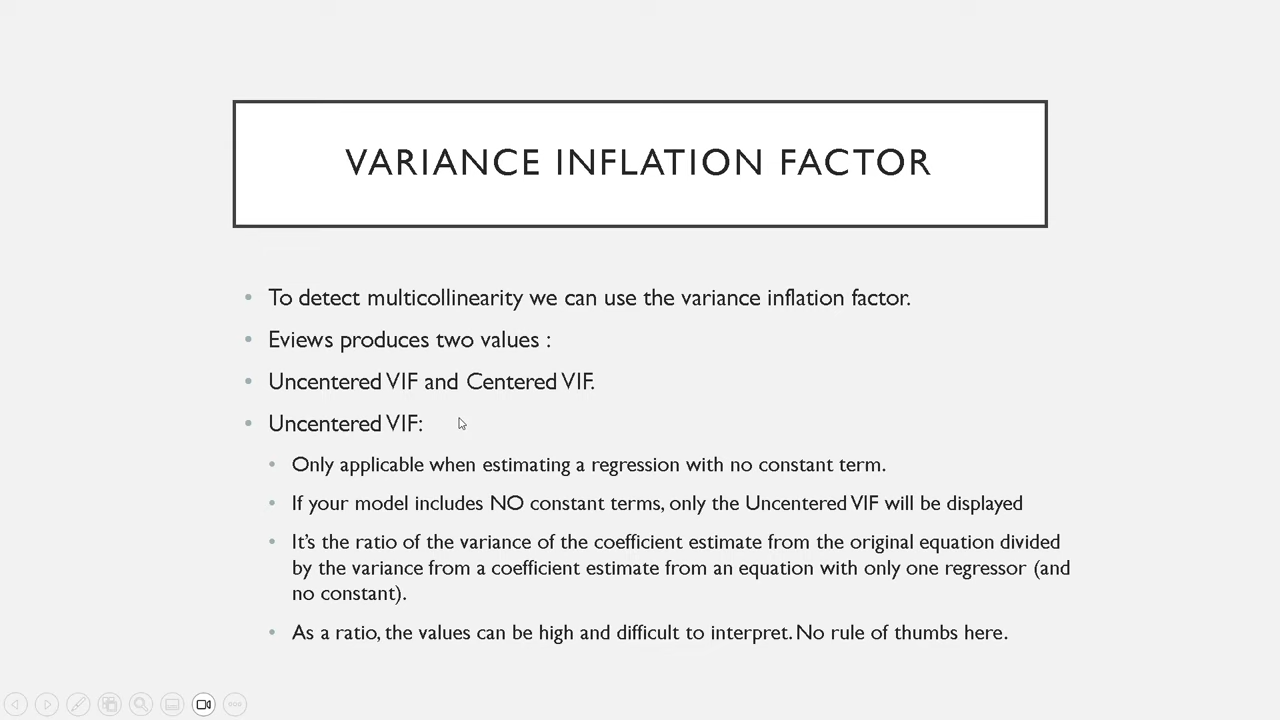 VARIANCE INFLATION FACTOR
• To detect multicollinearity we can use the variance inflation factor.
• Eviews produces two values :
• Uncentered VIF and Centered VIF.
• Uncentered VIF:
• Only applicable when estimating a regression with no constant term.
• If your model includes NO constant terms, only the Uncentered VIF will be displayed
• It's the ratio of the variance of the coefficient estimate from the original equation divided
by the variance from a coefficient estimate from an equation with only one regressor (and
no constant).
• As a ratio, the values can be high and difficult to interpret. No rule of thumbs here.